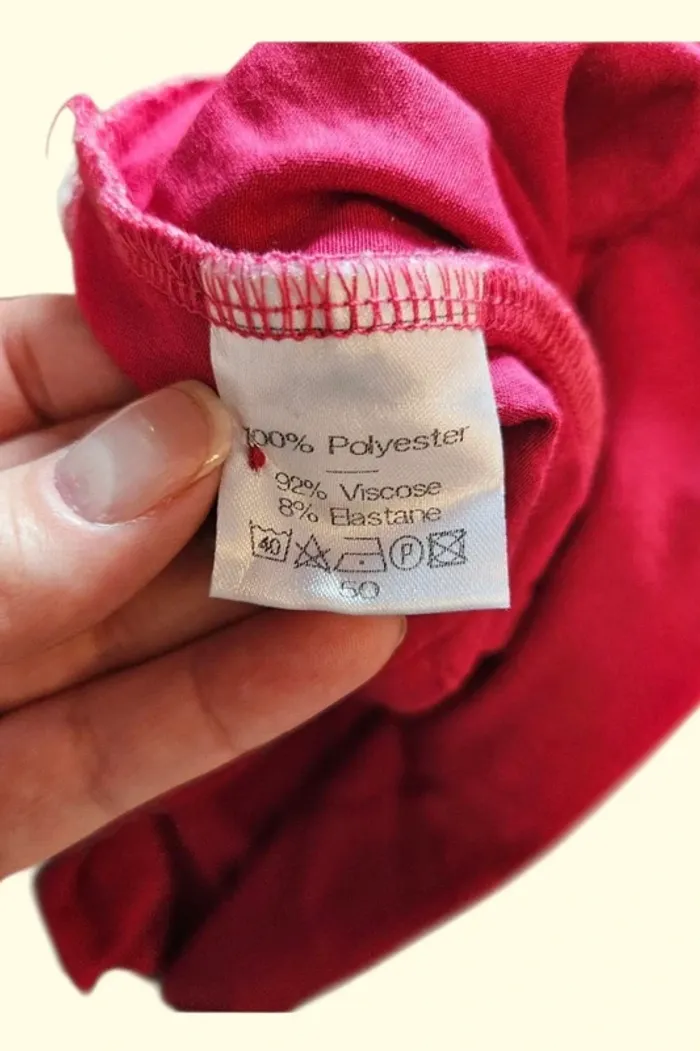 100% Polyester
92% Viscose
8% Elastane
40 P
50